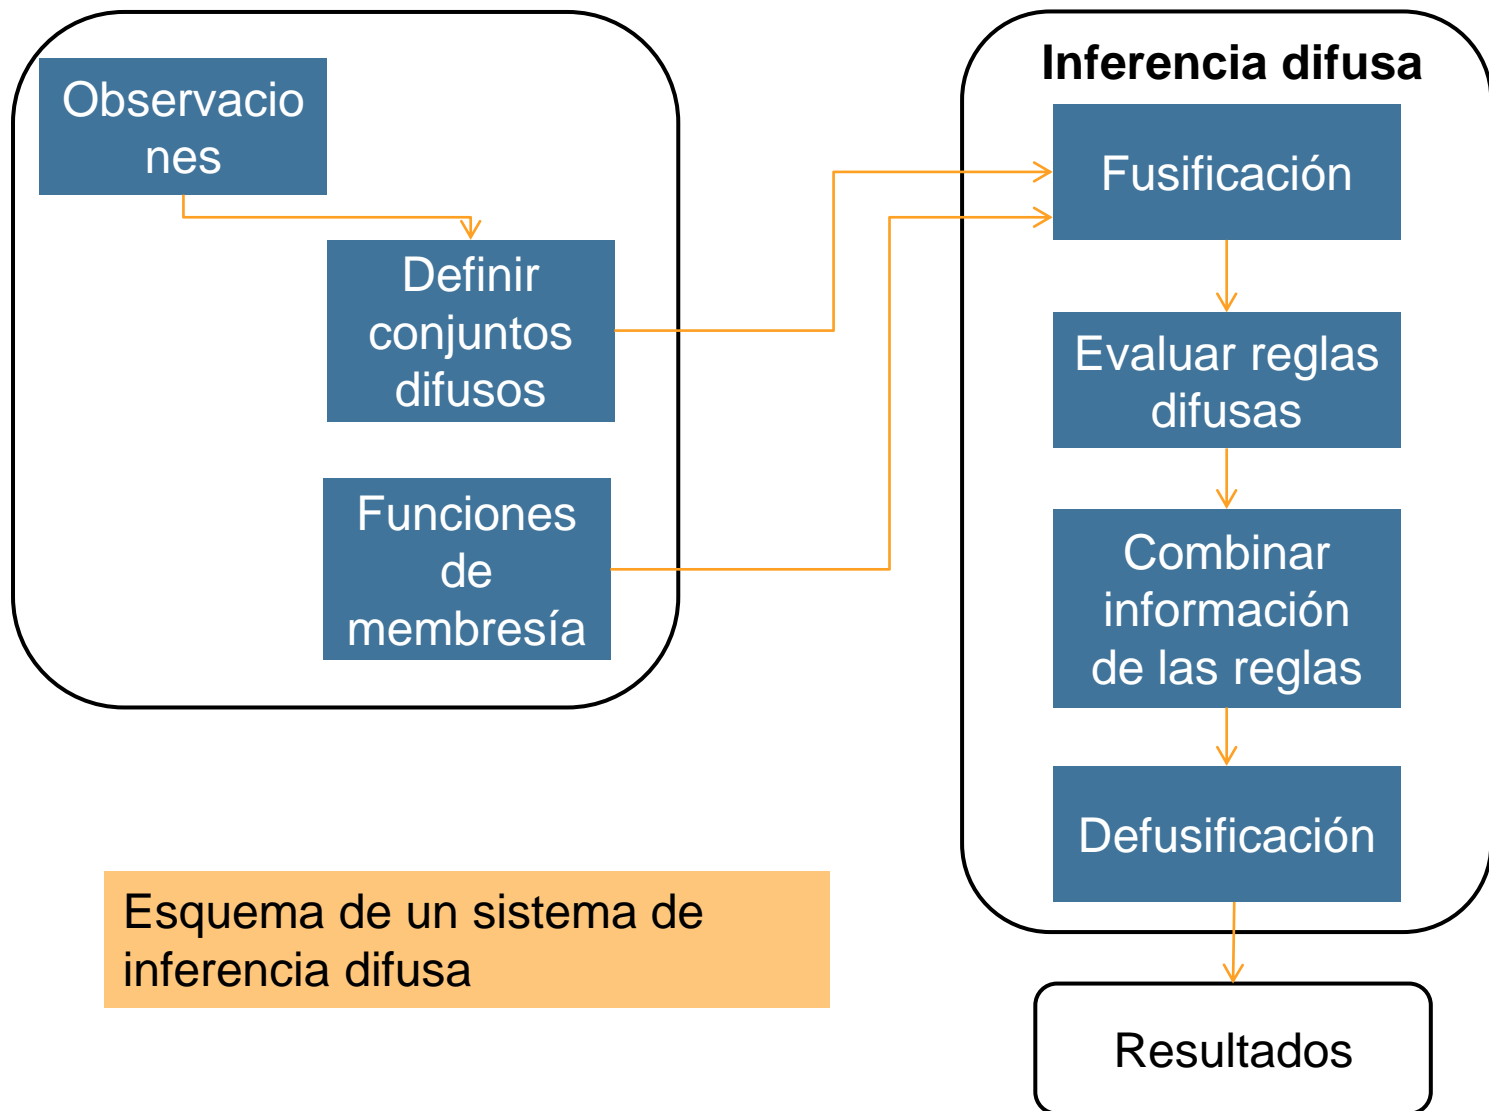 Observacio
nes
Definir
conjuntos
difusos
Funciones
de
membresía
Inferencia difusa
Fusificación
Evaluar reglas
difusas
Combinar
información
de las reglas
Defusificación
Resultados
Esquema de un sistema de
inferencia difusa